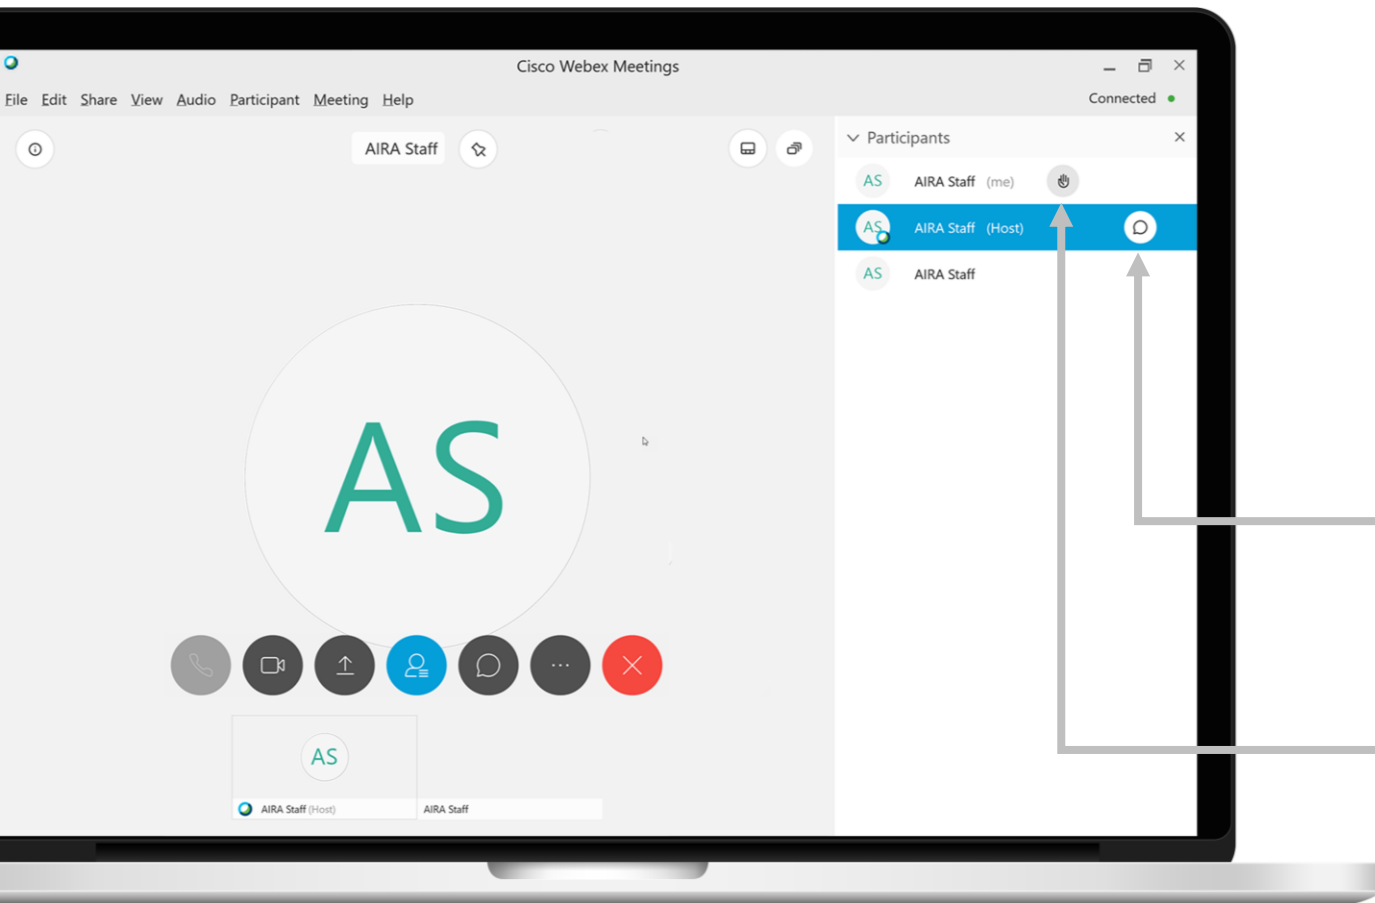 Cisco Webex Meetings
File Edit Share View Audio Participant Meeting Help
Connected
AIRA Staff
Participants
AS AIRA Staff (me)
AS AIRA Staff (Host)
AS AIRA Staff
AS
AS
AIRA Staff (Host)
AIRA Staff